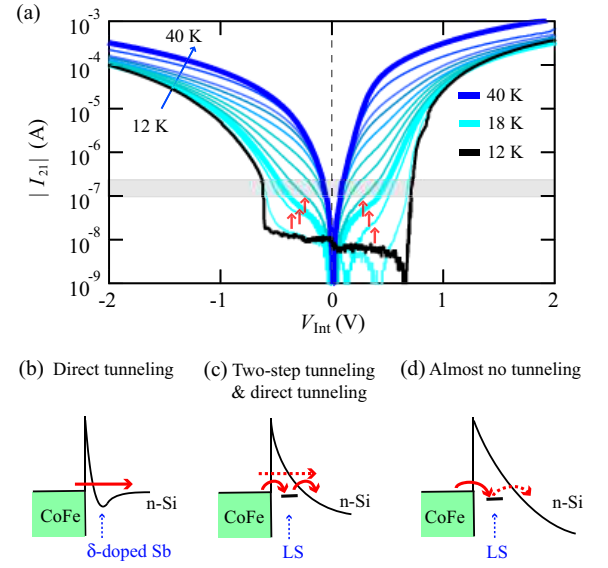 (a)
10-3
10-4
10-5
10-6
10-7
10-8
10-9
| I21| (A)
40 K
12 K
40 K
18 K
12 K
-2 -1 0 1 2
VInt (V)
(b) Direct tunneling
(c) Two-step tunneling & direct tunneling
(d) Almost no tunneling
CoFe
n-Si
δ-doped Sb
CoFe
n-Si
LS
CoFe
n-Si
LS